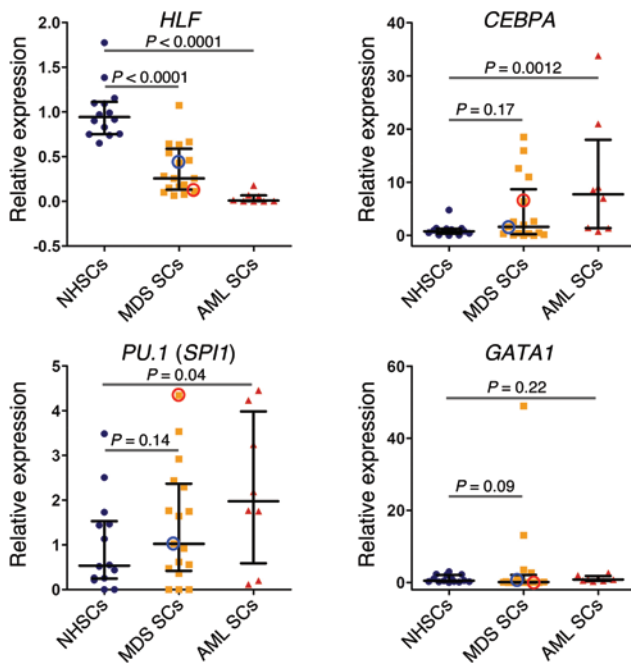 HLF
P < 0.0001
P < 0.0001
Relative expression
2.0
1.5
1.0
0.5
0.0
-0.5
NHSCs
MDS SCs
AML SCs
CEBPA
P = 0.0012
P = 0.17
Relative expression
40
30
20
10
0
NHSCs
MDS SCs
AML SCs
PU.1 (SPI1)
P = 0.04
P = 0.14
Relative expression
5
4
3
2
1
0
NHSCs
MDS SCs
AML SCs
GATA1
P = 0.22
P = 0.09
Relative expression
60
40
20
0
NHSCs
MDS SCs
AML SCs